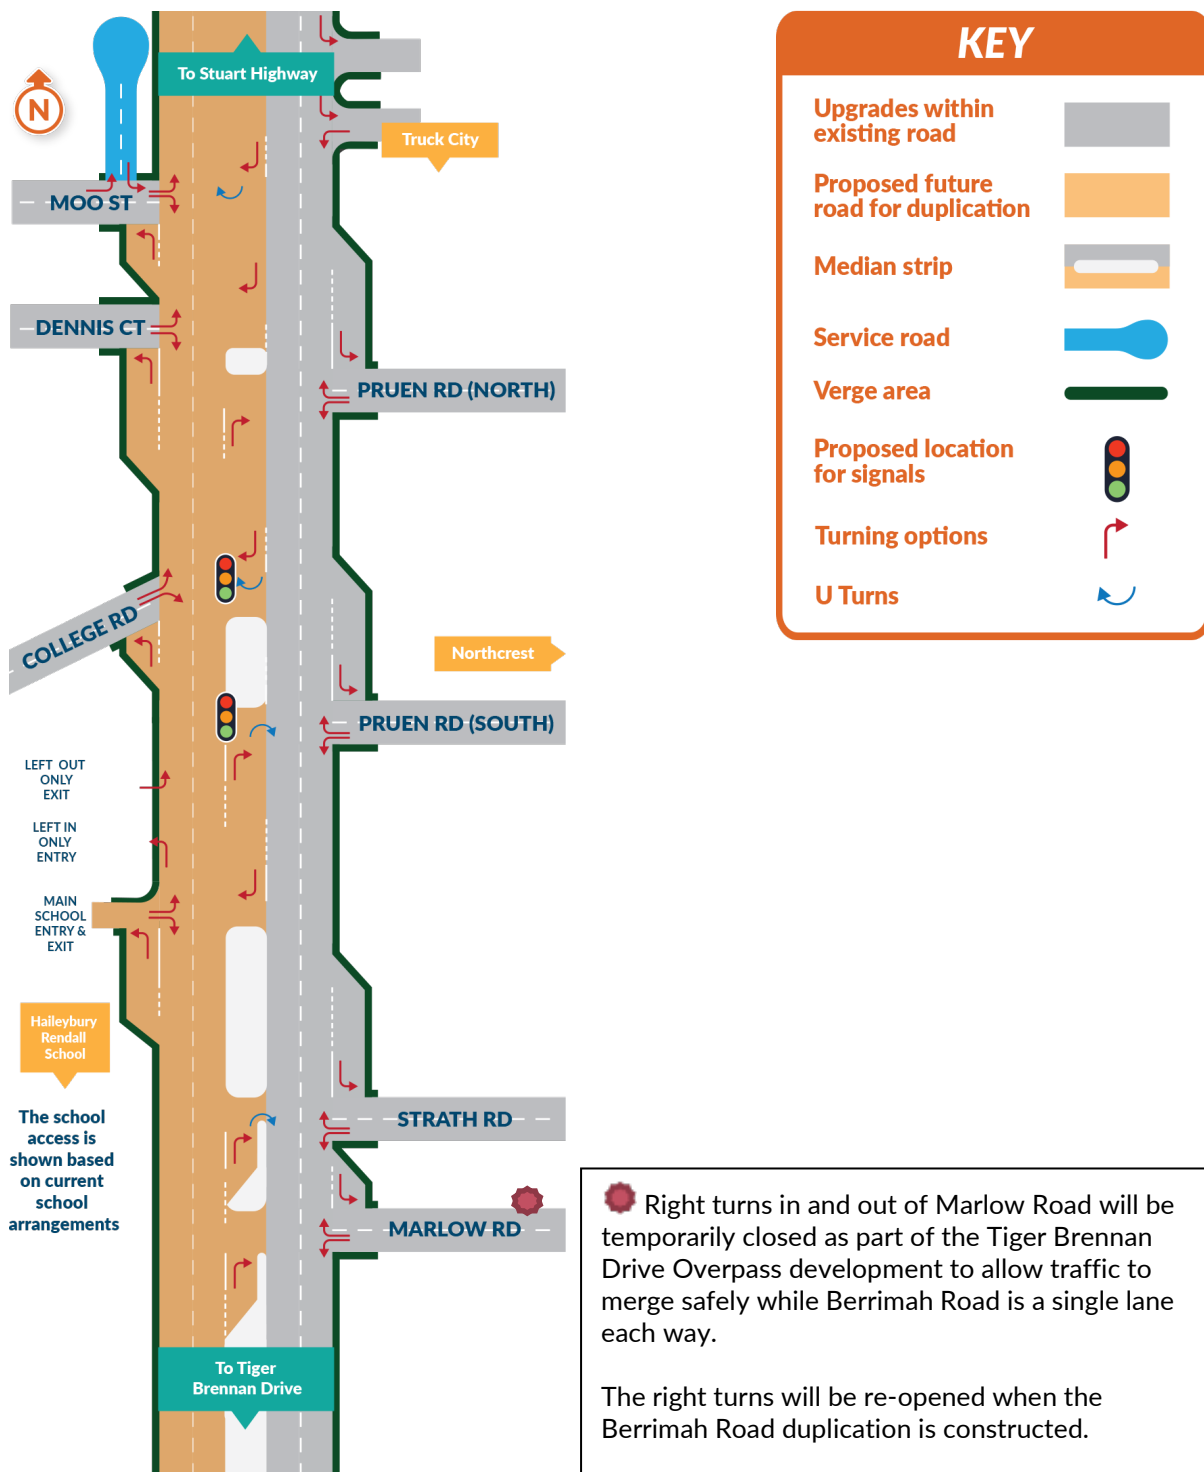 To Stuart Highway
N
Truck City
MOO ST
DENNIS CT
PRUEN RD (NORTH)
COLLEGE RD
Northcrest
PRUEN RD (SOUTH)
LEFT OUT
ONLY
EXIT
LEFT IN
ONLY
ENTRY
MAIN
SCHOOL
ENTRY &
EXIT
Haileybury
Rendall
School
The school
access is
shown based
on current
school
arrangements
STRATH RD
MARLOW RD
To Tiger
Brennan Drive
KEY
Upgrades within
existing road
Proposed future
road for duplication
Median strip
Service road
Verge area
Proposed location
for signals
Turning options
U Turns
Right turns in and out of Marlow Road will be
temporarily closed as part of the Tiger Brennan
Drive Overpass development to allow traffic to
merge safely while Berrimah Road is a single lane
each way.
The right turns will be re-opened when the
Berrimah Road duplication is constructed.